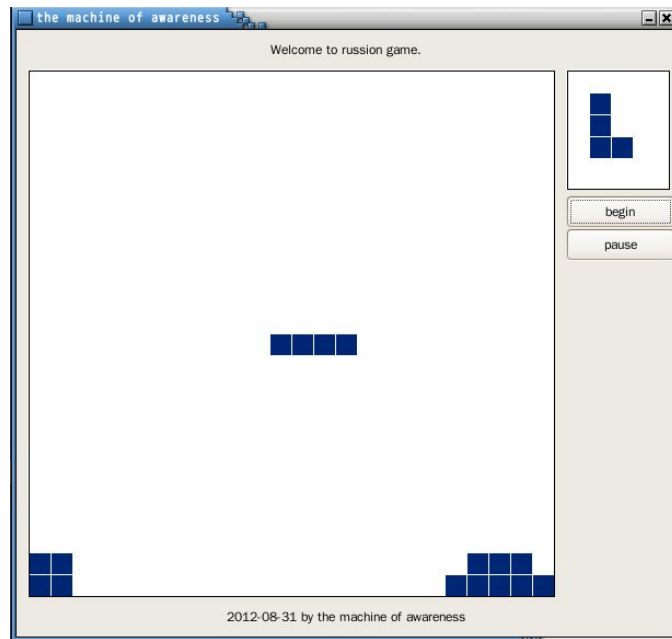 the machine of awareness
Welcome to russion game.
begin
pause
2012-08-31 by the machine of awareness